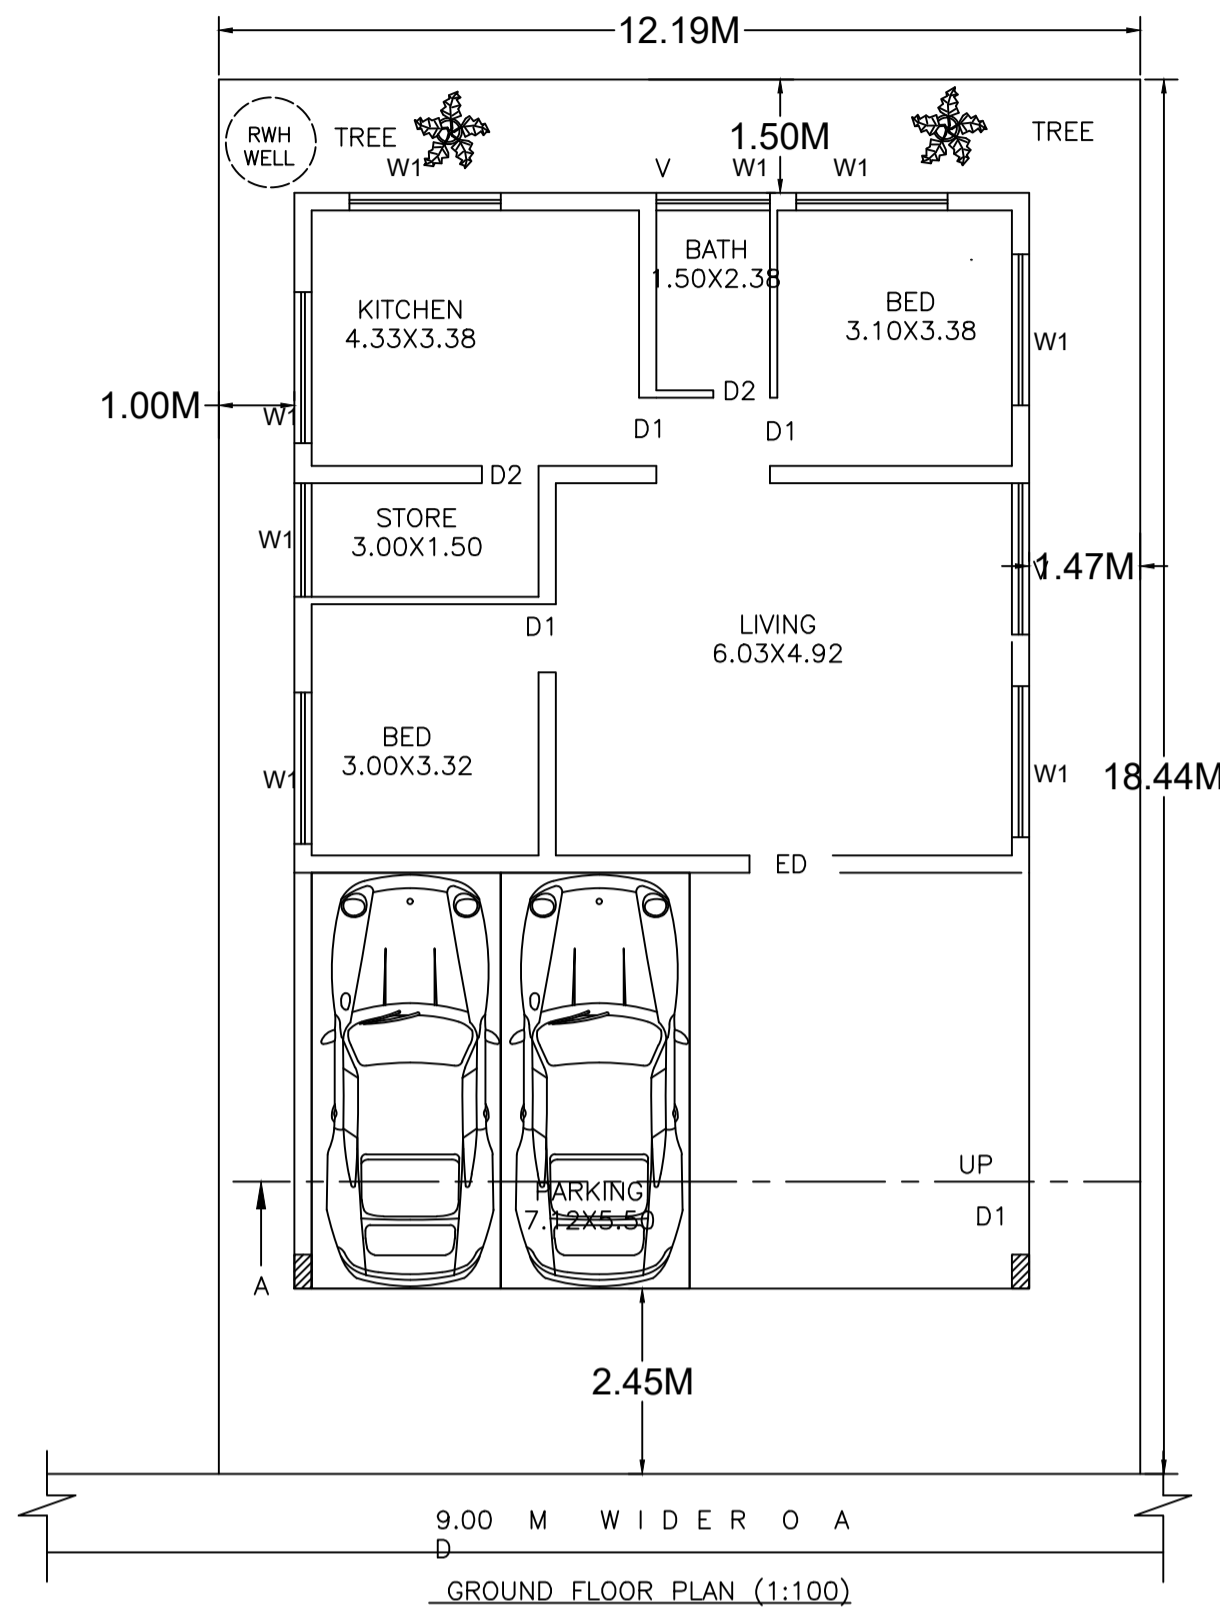 12.19M
RWH
WELL
TREE
1.50M
TREE
W1
V
W1
W1
BATH
1.50X2.38
KITCHEN
4.33X3.38
BED
3.10X3.38
W1
1.00M
W1
D2
D1
D1
D2
STORE
3.00X1.50
W1
V
1.47M
D1
LIVING
6.03X4.92
BED
3.00X3.32
W1
W1
18.44M
ED
UP
PARKING
7.12X5.50
D1
A
2.45M
9.00 M W I D E R O A
D
GROUND FLOOR PLAN (1:100)